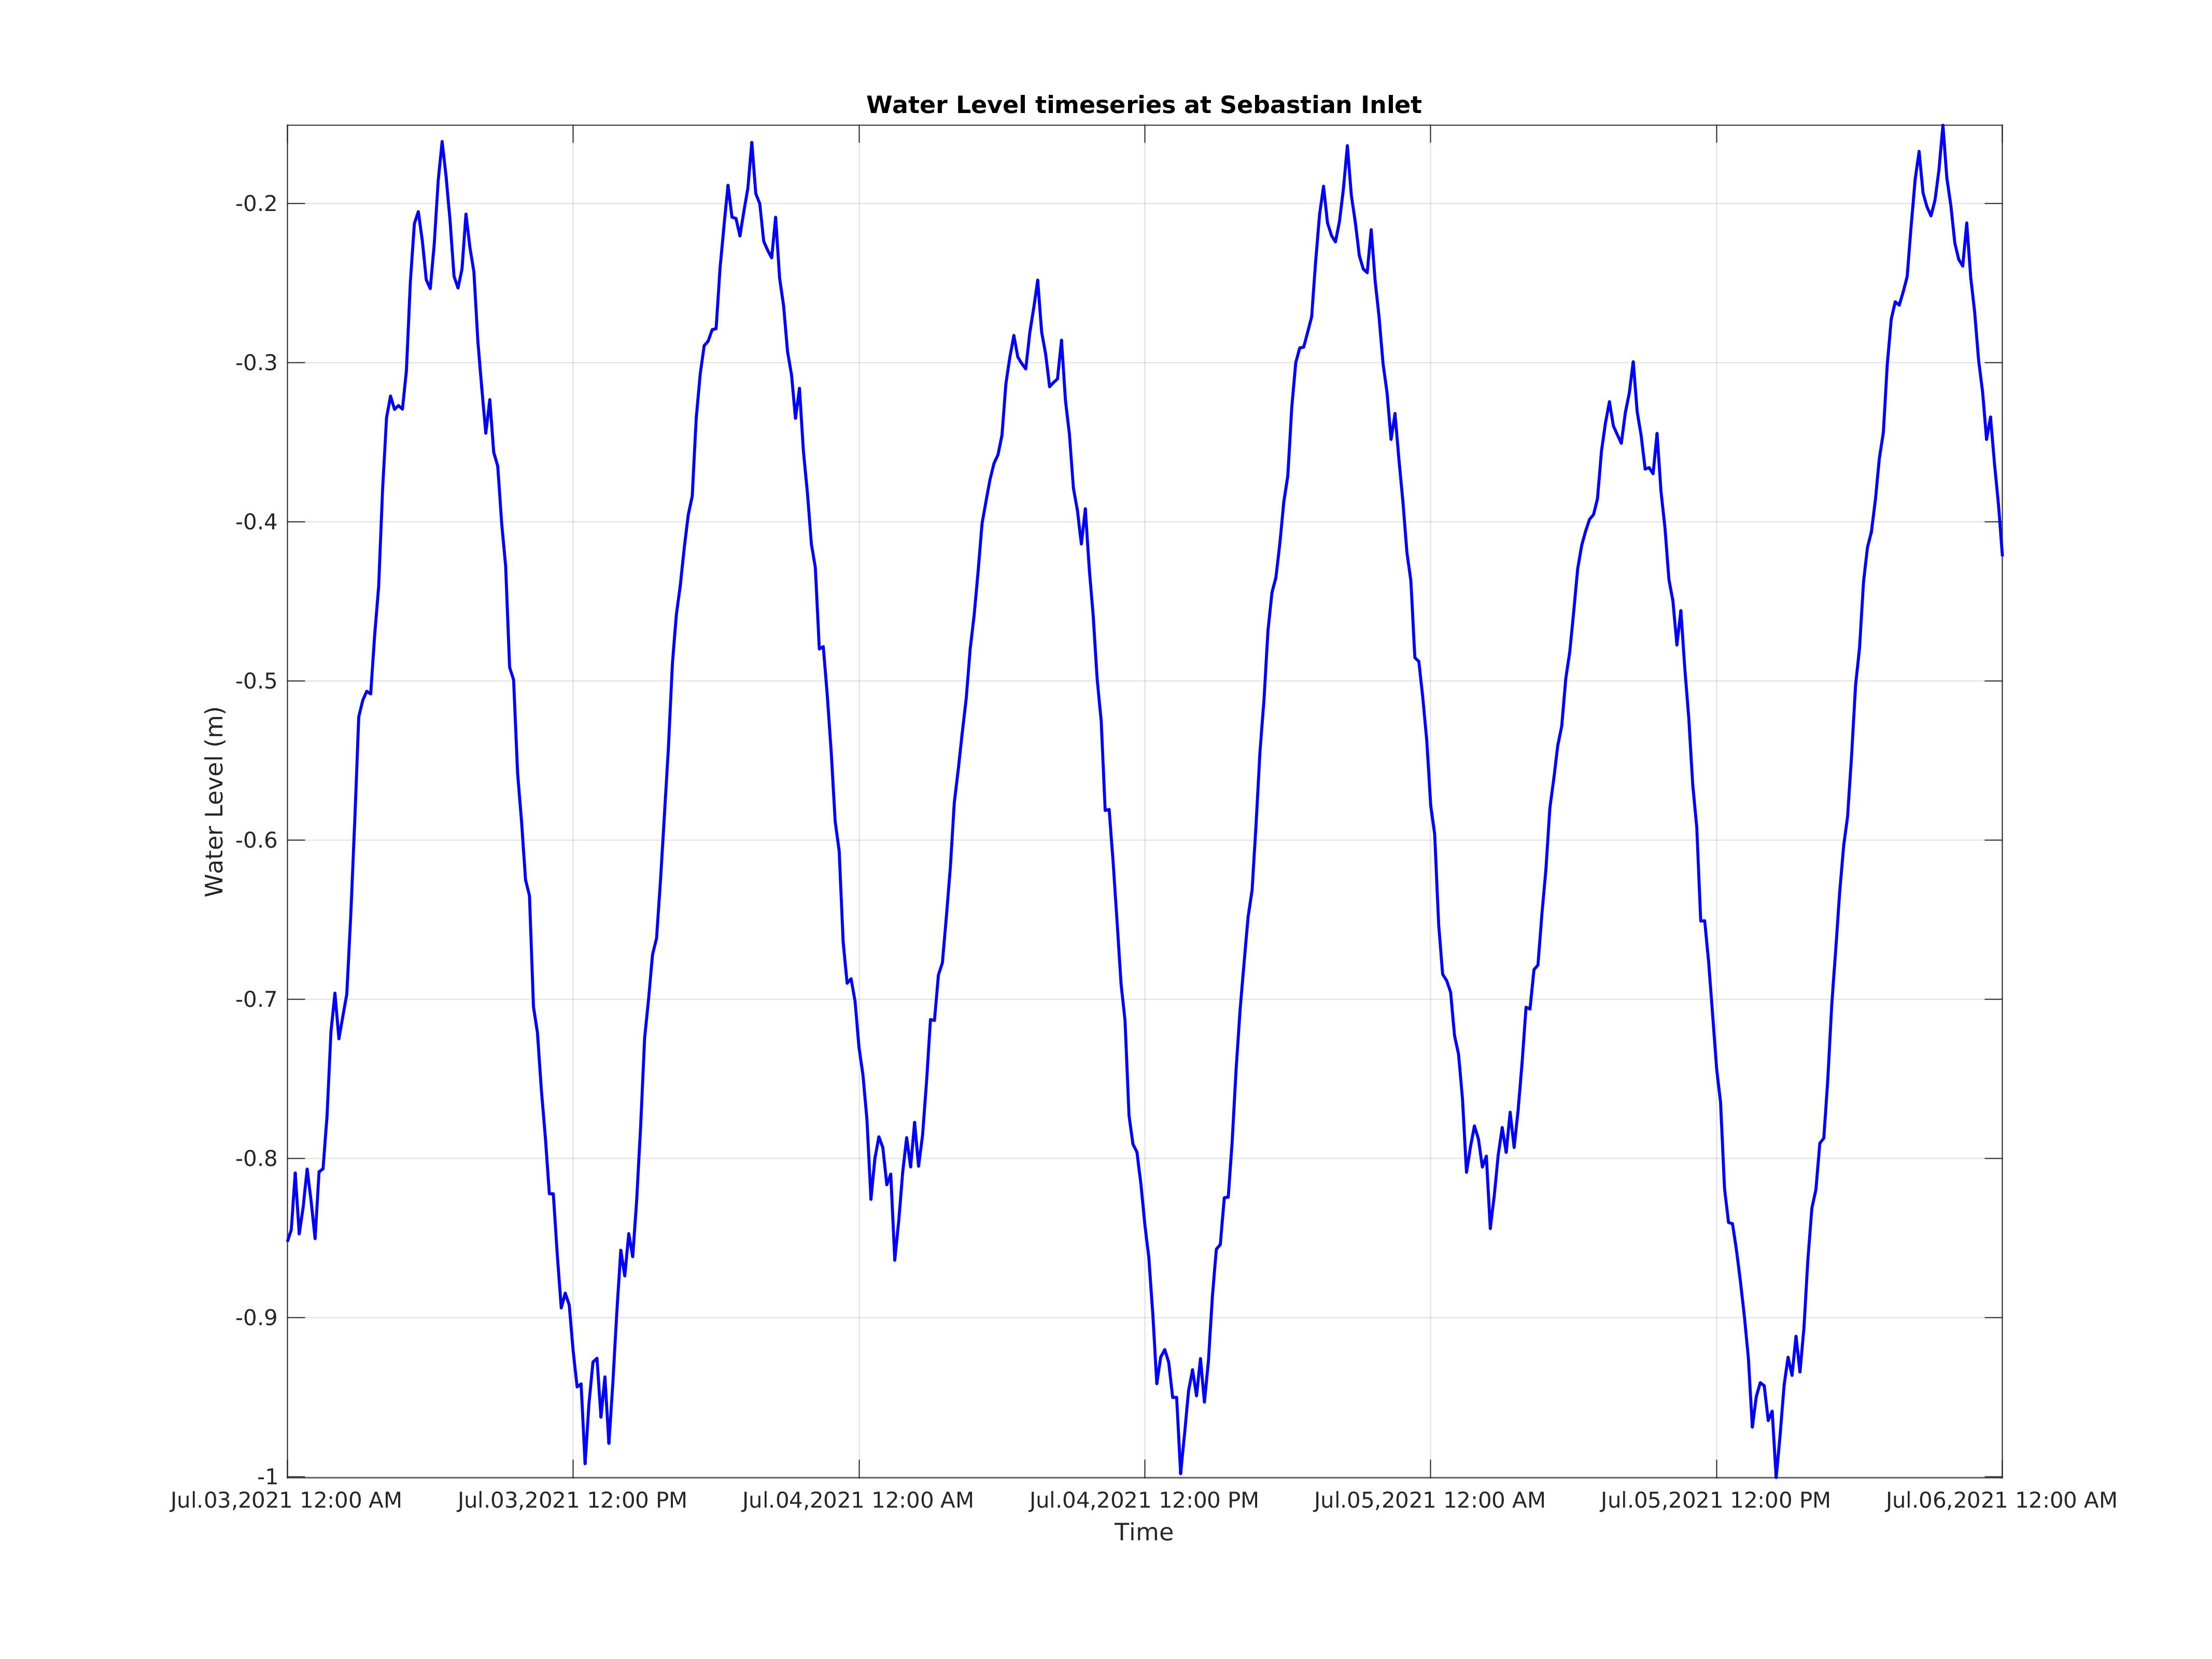 Water Level timeseries at Sebastian Inlet
-0.2
-0.3
-0.4
-0.5
-0.6
-0.7
-0.8
-0.9
-1
Water Level (m)
Jul.03,2021 12:00 AM Jul.03,2021 12:00 PM Jul.04,2021 12:00 AM Jul.04,2021 12:00 PM Jul.05,2021 12:00 AM Jul.05,2021 12:00 PM Jul.06,2021 12:00 AM
Time